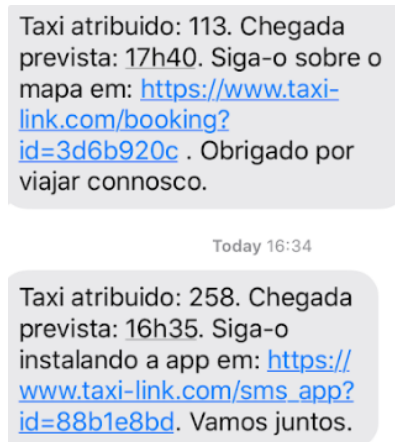 Taxi atribuido: 113. Chegada
prevista: 17h40. Siga-o sobre o
mapa em: https://www.taxi-
link.com/booking?
id=3d6b920c . Obrigado por
viajar connosco.
Today 16:34
Taxi atribuido: 258. Chegada
prevista: 16h35. Siga-o
instalando a app em: https://
www.taxi-link.com/sms_app?
id=88b1e8bd. Vamos juntos.